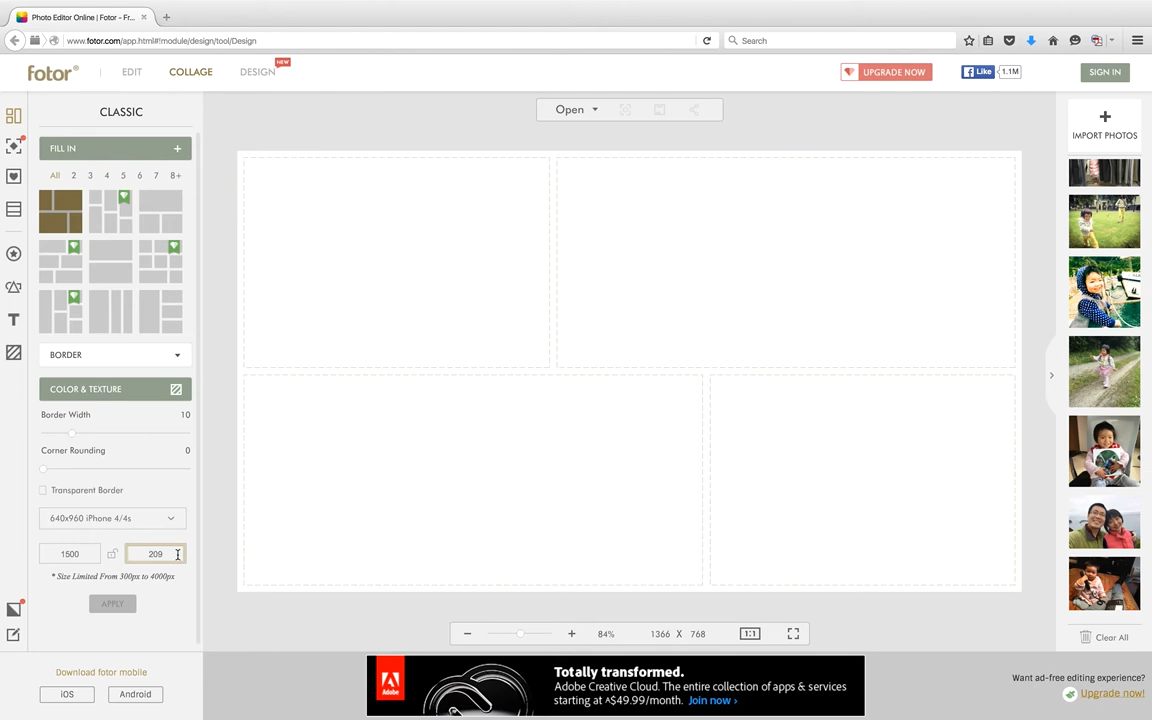 Photo Editor Online | Fotor - Fr...
www.fotor.com/app.html#!module/design/tool/Design
Search
fotor®
EDIT
COLLAGE
DESIGN
NEW
UPGRADE NOW
Like
1.1M
SIGN IN
CLASSIC
Open
IMPORT PHOTOS
FILL IN
All 2 3 4 5 6 7 8+
BORDER
COLOR & TEXTURE
Border Width 10
Corner Rounding 0
Transparent Border
640x960 iPhone 4/4s
1500
209
* Size Limited From 300px to 4000px
APPLY
84%
1366 X 768
1:1
Clear All
Download fotor mobile
iOS
Android
Adobe
Totally transformed.
Adobe Creative Cloud. The entire collection of apps & services
starting at ^$49.99/month. Join now ›
Want ad-free editing experience?
Upgrade now!